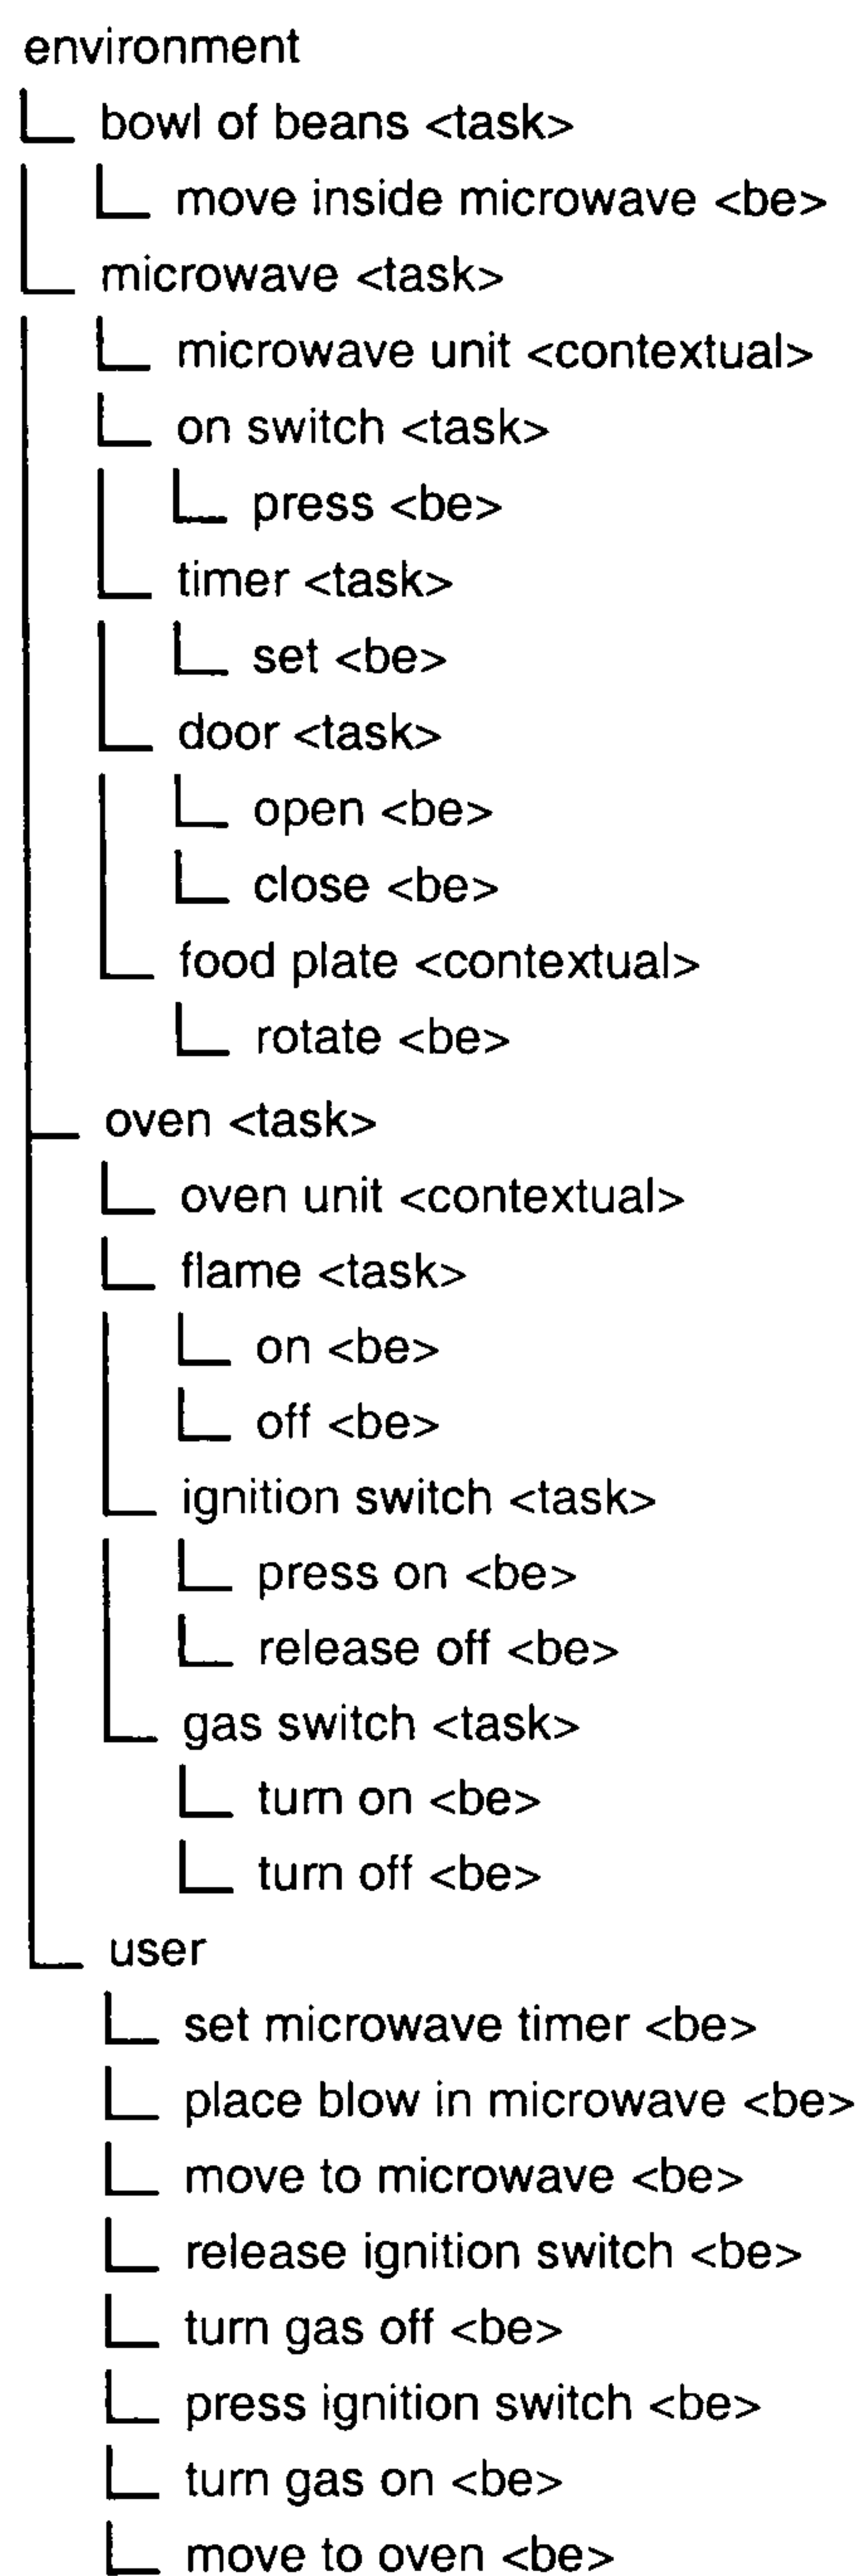 environment
bowl of beans <task>
move inside microwave <be>
microwave <task>
microwave unit <contextual>
on switch <task>
press <be>
timer <task>
set <be>
door <task>
open <be>
close <be>
food plate <contextual>
rotate <be>
oven <task>
oven unit <contextual>
flame <task>
on <be>
off <be>
ignition switch <task>
press on <be>
release off <be>
gas switch <task>
turn on <be>
turn off <be>
user
set microwave timer <be>
place blow in microwave <be>
move to microwave <be>
release ignition switch <be>
turn gas off <be>
press ignition switch <be>
turn gas on <be>
move to oven <be>